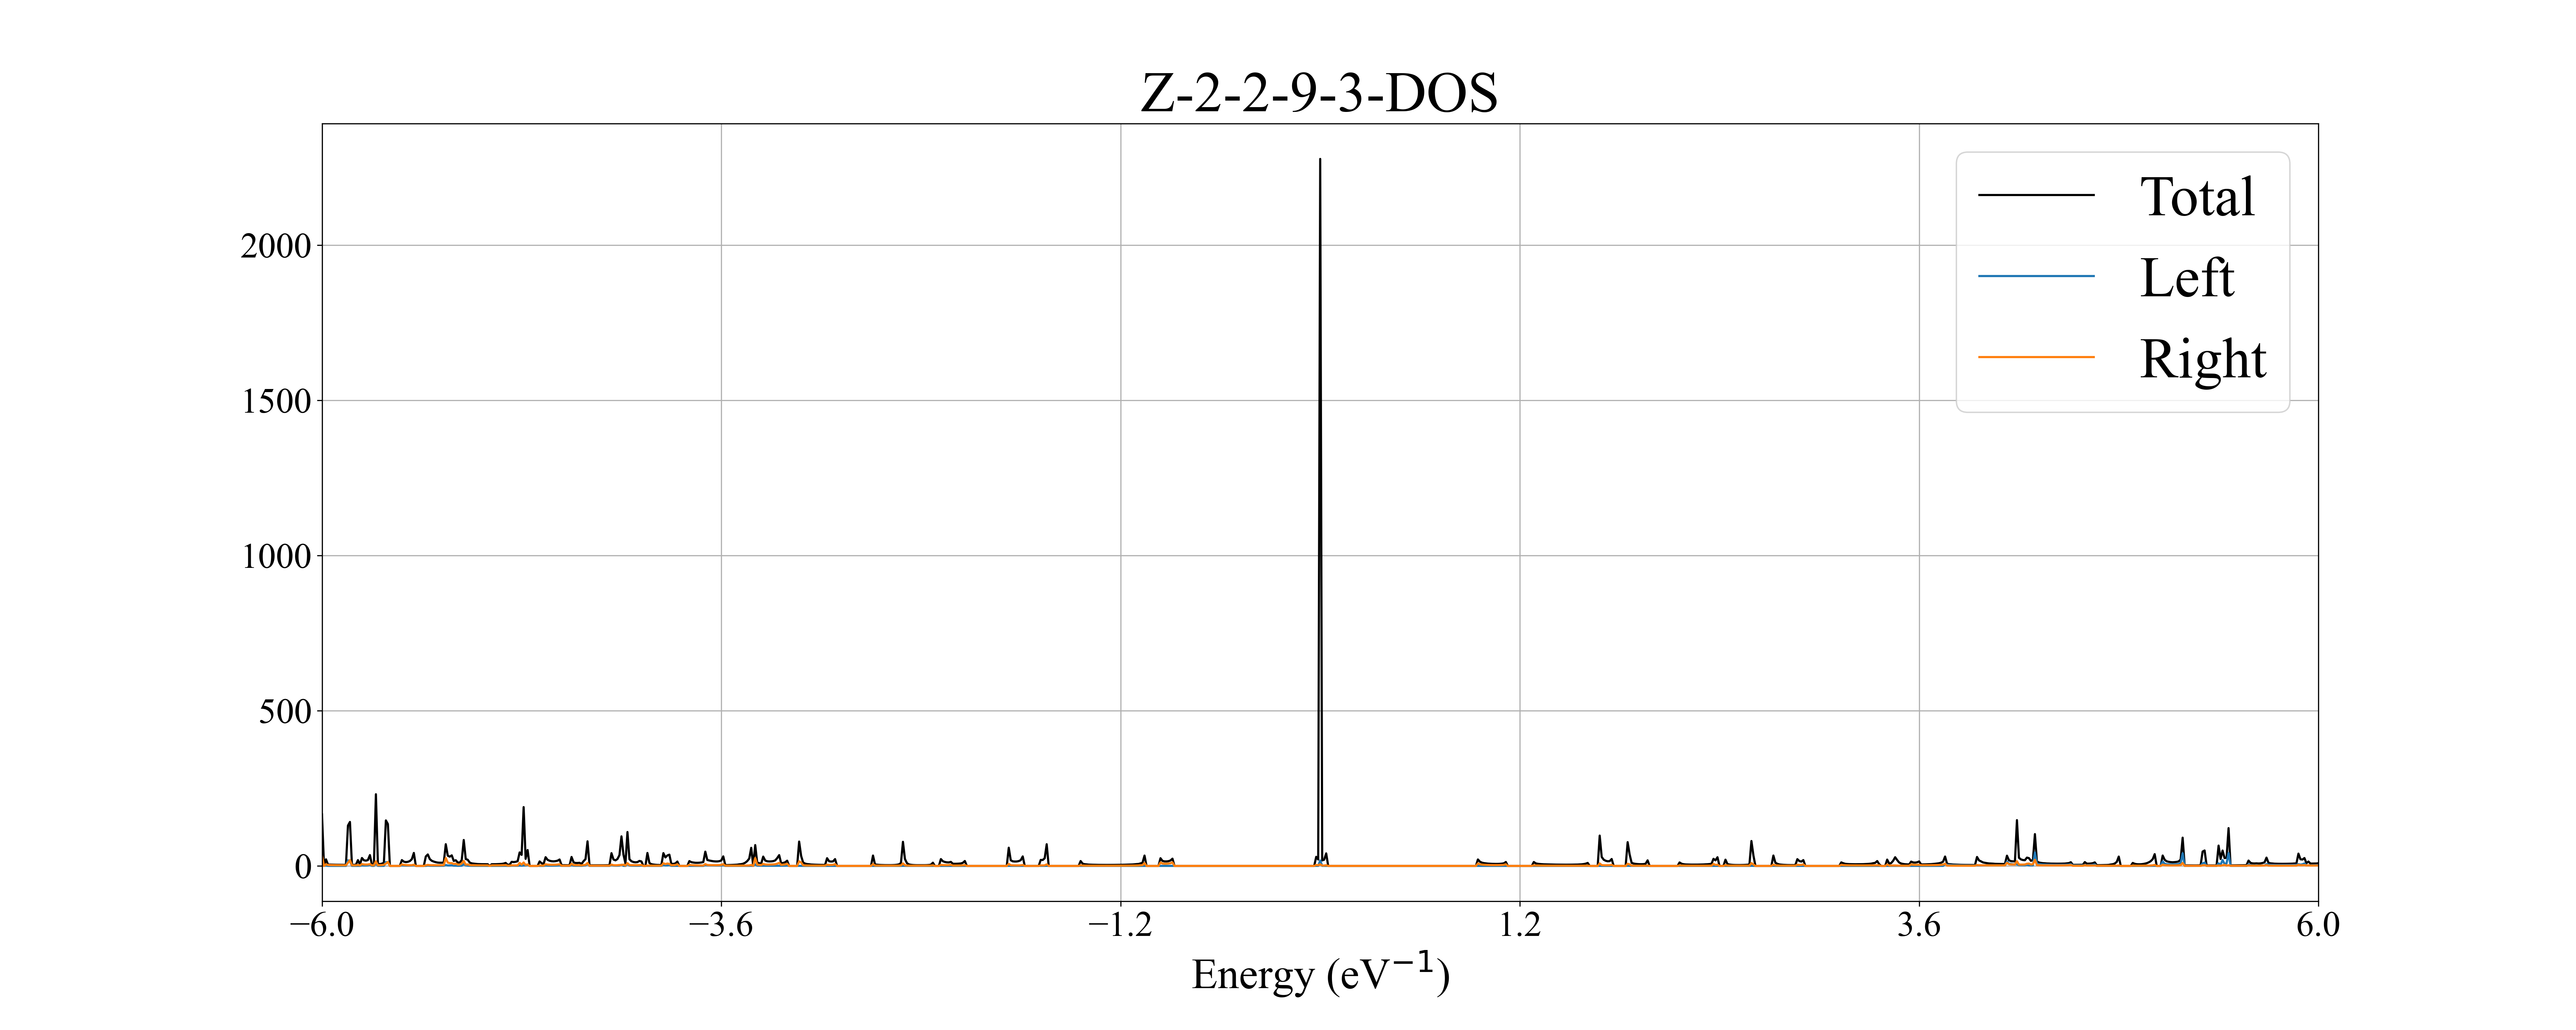 Z-2-2-9-3-DOS
Total
Left
Right
2000
1500
1000
500
0
−6.0 −3.6 −1.2 1.2 3.6 6.0
Energy (eV⁻¹)